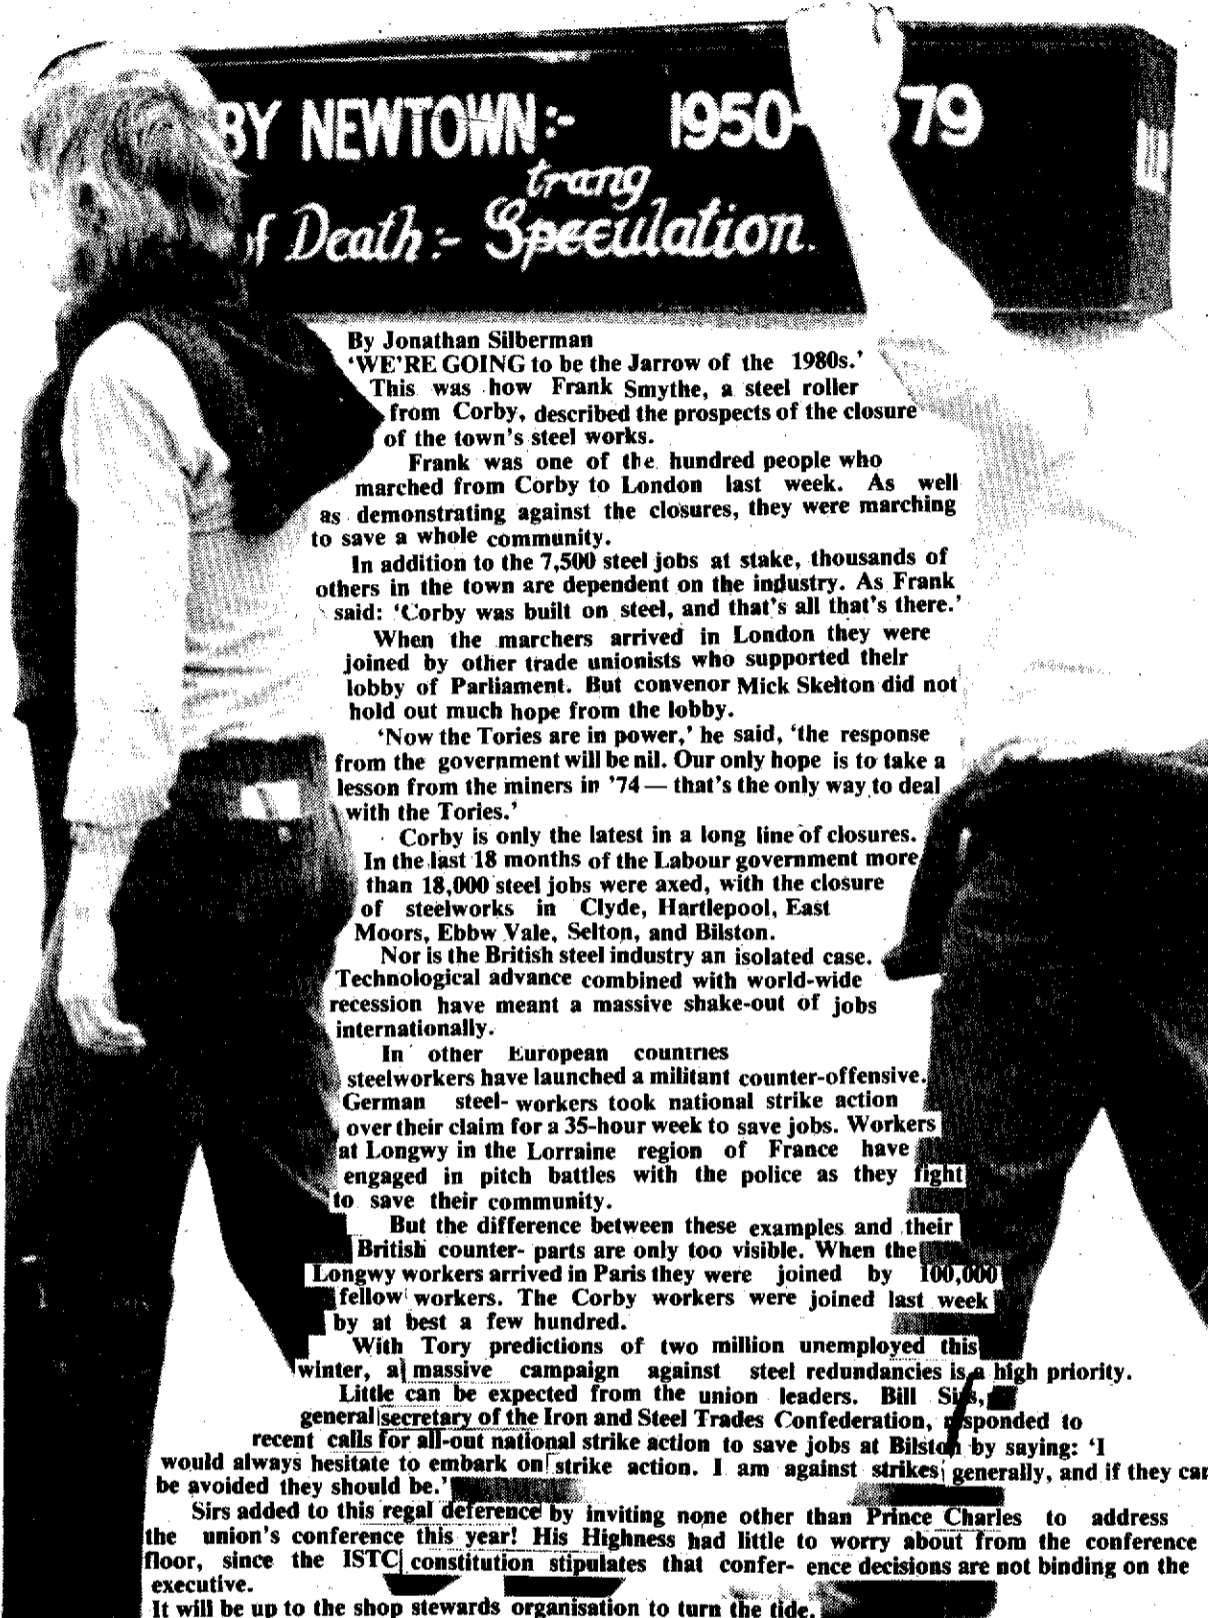 BY NEWTOWN:- 1950- 79
trang
of Death:- Speculation.
By Jonathan Silberman
‘WE'RE GOING to be the Jarrow of the 1980s.’
This was how Frank Smythe, a steel roller
from Corby, described the prospects of the closure
of the town's steel works.
Frank was one of the hundred people who
marched from Corby to London last week. As well
as demonstrating against the closures, they were marching
to save a whole community.
In addition to the 7,500 steel jobs at stake, thousands of
others in the town are dependent on the industry. As Frank
said: ‘Corby was built on steel, and that's all that's there.’
When the marchers arrived in London they were
joined by other trade unionists who supported their
lobby of Parliament. But convenor Mick Skelton did not
hold out much hope from the lobby.
‘Now the Tories are in power,’ he said, ‘the response
from the government will be nil. Our only hope is to take a
lesson from the miners in '74 — that's the only way to deal
with the Tories.’
Corby is only the latest in a long line of closures.
In the last 18 months of the Labour government more
than 18,000 steel jobs were axed, with the closure
of steelworks in Clyde, Hartlepool, East
Moors, Ebbw Vale, Selton, and Bilston.
Nor is the British steel industry an isolated case.
Technological advance combined with world-wide
recession have meant a massive shake-out of jobs
internationally.
In other European countries
steelworkers have launched a militant counter-offensive.
German steel- workers took national strike action
over their claim for a 35-hour week to save jobs. Workers
at Longwy in the Lorraine region of France have
engaged in pitch battles with the police as they fight
to save their community.
But the difference between these examples and their
British counter- parts are only too visible. When the
Longwy workers arrived in Paris they were joined by 100,000
fellow workers. The Corby workers were joined last week
by at best a few hundred.
With Tory predictions of two million unemployed this
winter, a massive campaign against steel redundancies is a high priority.
Little can be expected from the union leaders. Bill Sirs,
general secretary of the Iron and Steel Trades Confederation, responded to
recent calls for all-out national strike action to save jobs at Bilston by saying: ‘I
would always hesitate to embark on strike action. I am against strikes generally, and if they can
be avoided they should be.’
Sirs added to this regal deference by inviting none other than Prince Charles to address
the union's conference this year! His Highness had little to worry about from the conference
floor, since the ISTC constitution stipulates that confer- ence decisions are not binding on the
executive.
It will be up to the shop stewards organisation to turn the tide.